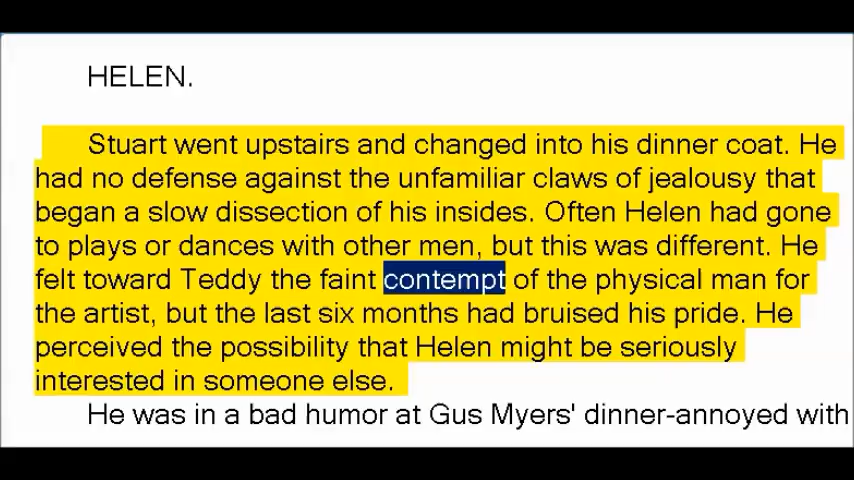 HELEN.
Stuart went upstairs and changed into his dinner coat. He
had no defense against the unfamiliar claws of jealousy that
began a slow dissection of his insides. Often Helen had gone
to plays or dances with other men, but this was different. He
felt toward Teddy the faint contempt of the physical man for
the artist, but the last six months had bruised his pride. He
perceived the possibility that Helen might be seriously
interested in someone else.
He was in a bad humor at Gus Myers' dinner-annoyed with